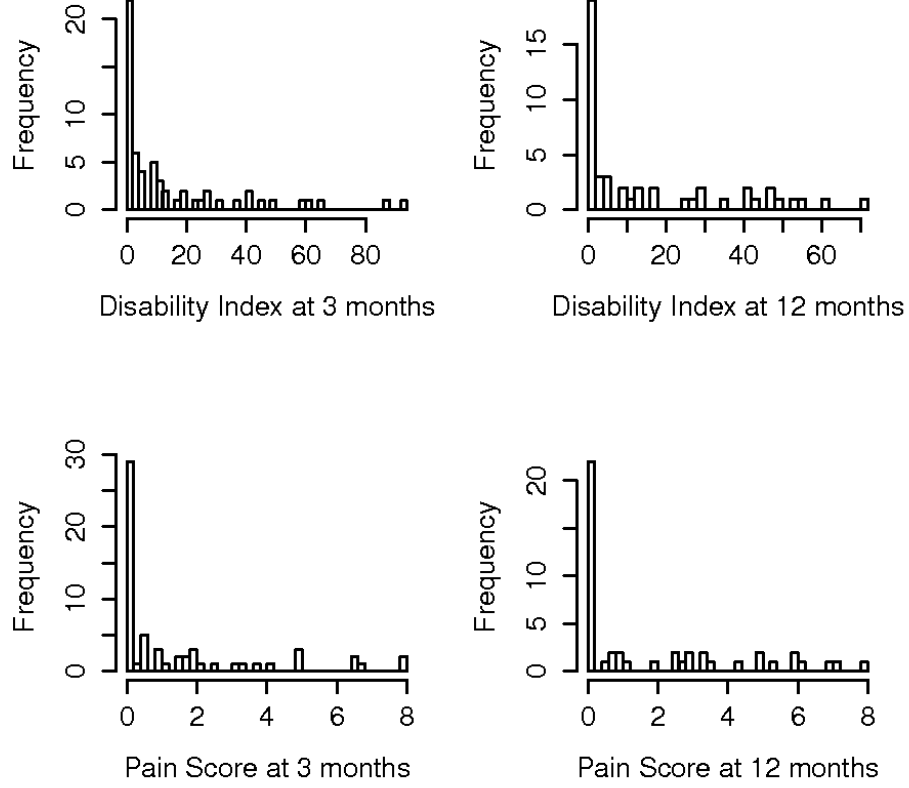 Frequency
20
10
5
0
0 20 40 60 80
Disability Index at 3 months
Frequency
15
10
5
0
0 20 40 60
Disability Index at 12 months
Frequency
30
20
10
0
0 2 4 6 8
Pain Score at 3 months
Frequency
20
10
5
0
0 2 4 6 8
Pain Score at 12 months